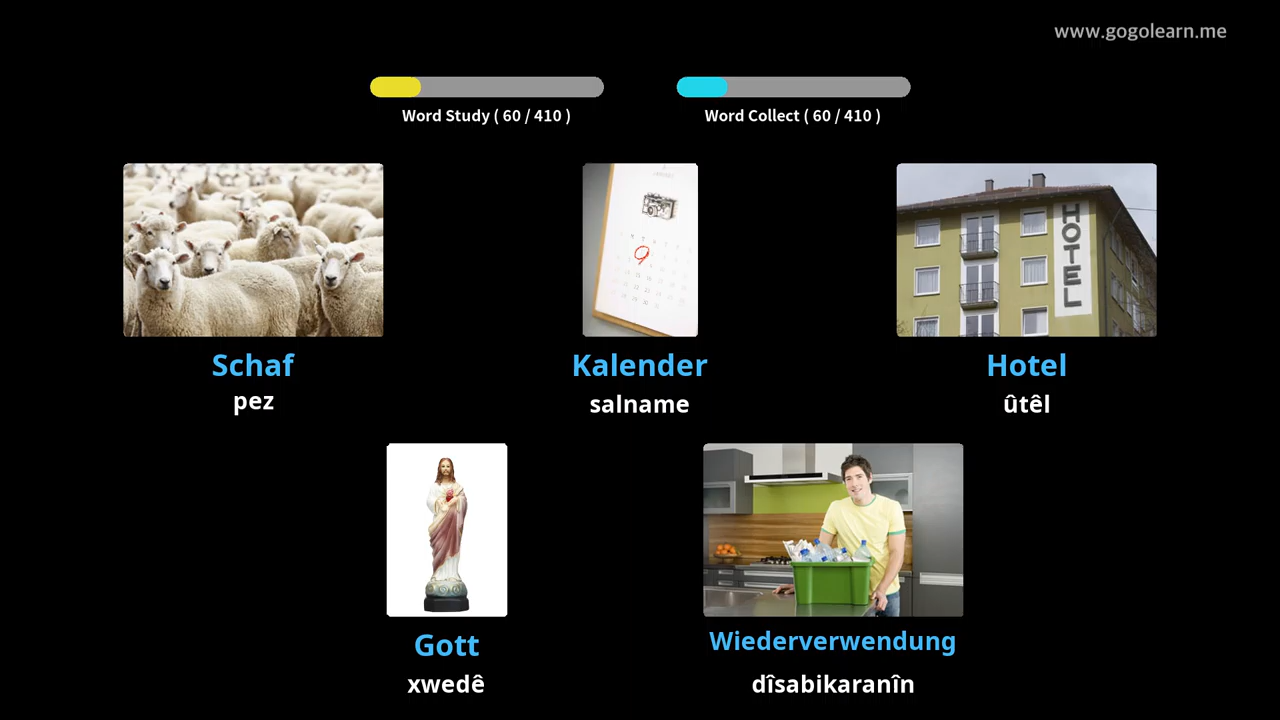 www.gogolearn.me
Word Study ( 60 / 410 )
Word Collect ( 60 / 410 )
HOTEL
9
Schaf
Kalender
Hotel
pez
salname
ûtêl
Gott
Wiederverwendung
xwedê
dîsabikaranîn